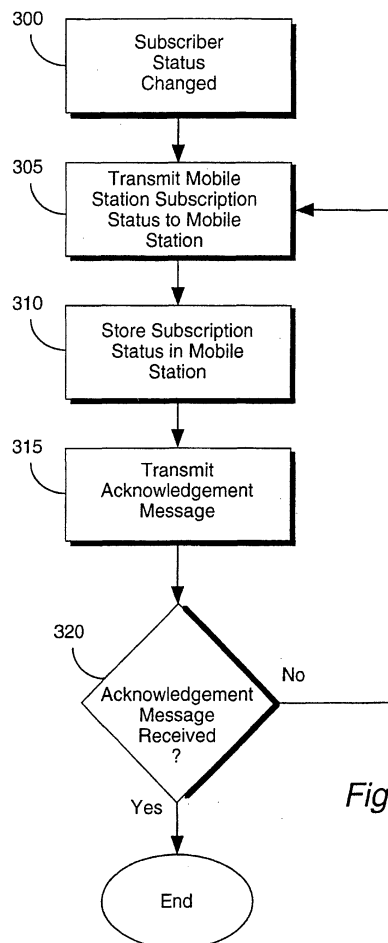 300
Subscriber
Status
Changed
305
Transmit Mobile
Station Subscription
Status to Mobile
Station
310
Store Subscription
Status in Mobile
Station
315
Transmit
Acknowledgement
Message
320
Acknowledgement
Message
Received
?
No
Yes
Fig
End